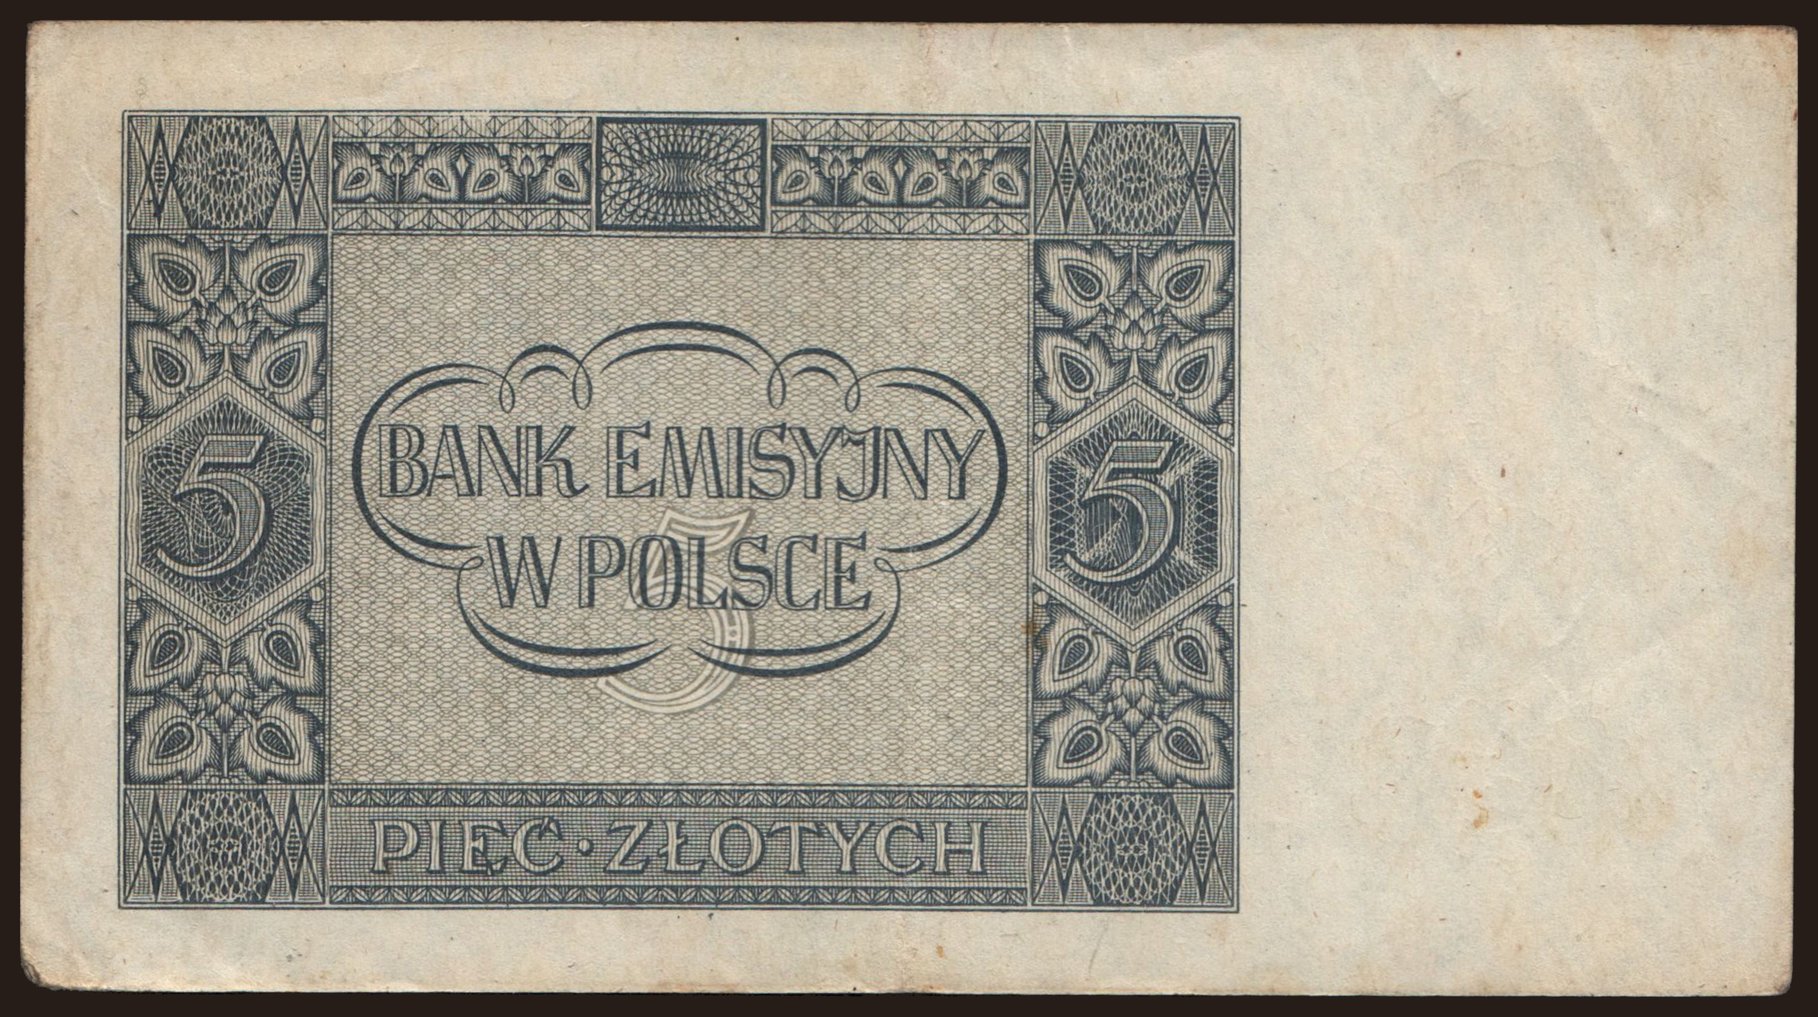 BANK EMISYJNY
5 5
W POLSCE
5
PIĘĆ · ZŁOTYCH